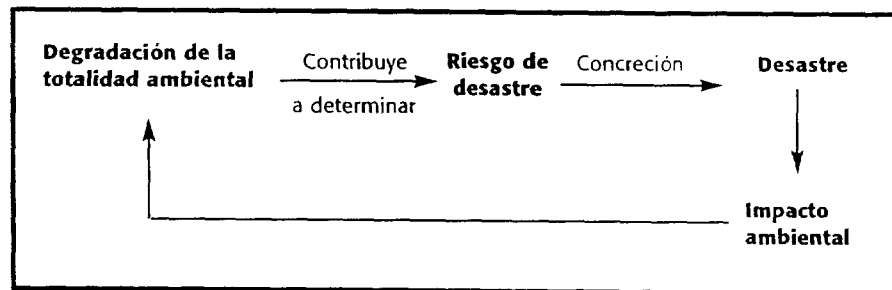 Degradación de la
totalidad ambiental
Contribuye
a determinar
Riesgo de
desastre
Concreción
Desastre
Impacto
ambiental